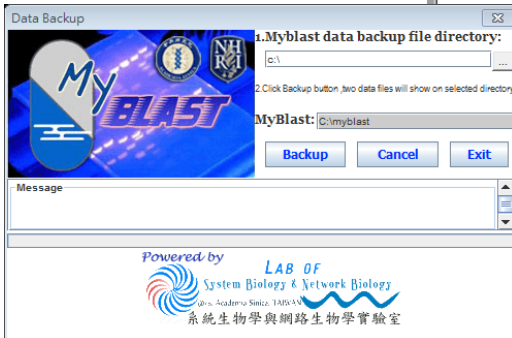 Data Backup
My BLAST
NH RI
1.Myblast data backup file directory:
c:\
...
2.Click Backup button ,two data files will show on selected directory
MyBlast: C:\myblast
Backup Cancel Exit
Message
Powered by
LAB OF
System Biology & Network Biology
Academia Sinica, TAIWAN
系統生物學與網路生物學實驗室